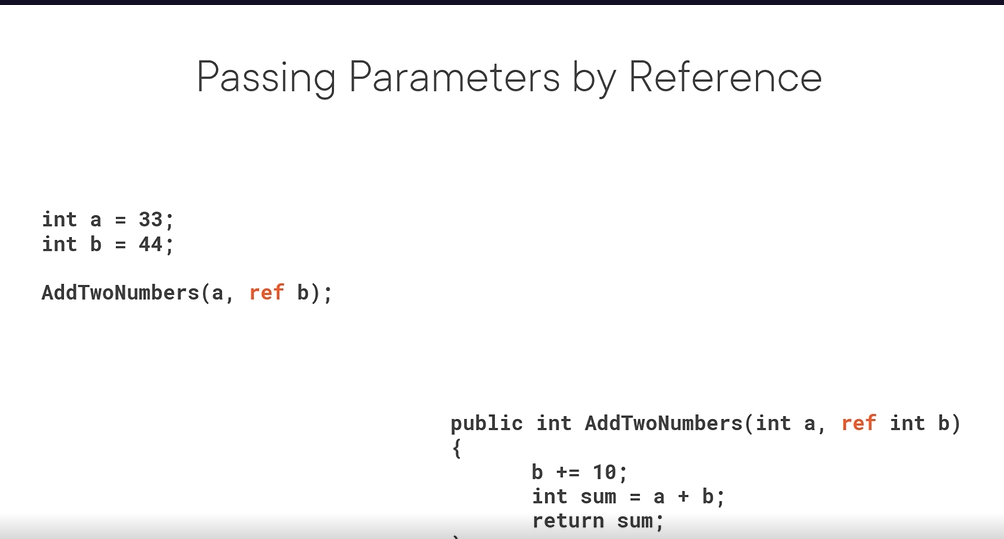 Passing Parameters by Reference
int a = 33;
int b = 44;
AddTwoNumbers(a, ref b);
public int AddTwoNumbers(int a, ref int b)
{
b += 10;
int sum = a + b;
return sum;